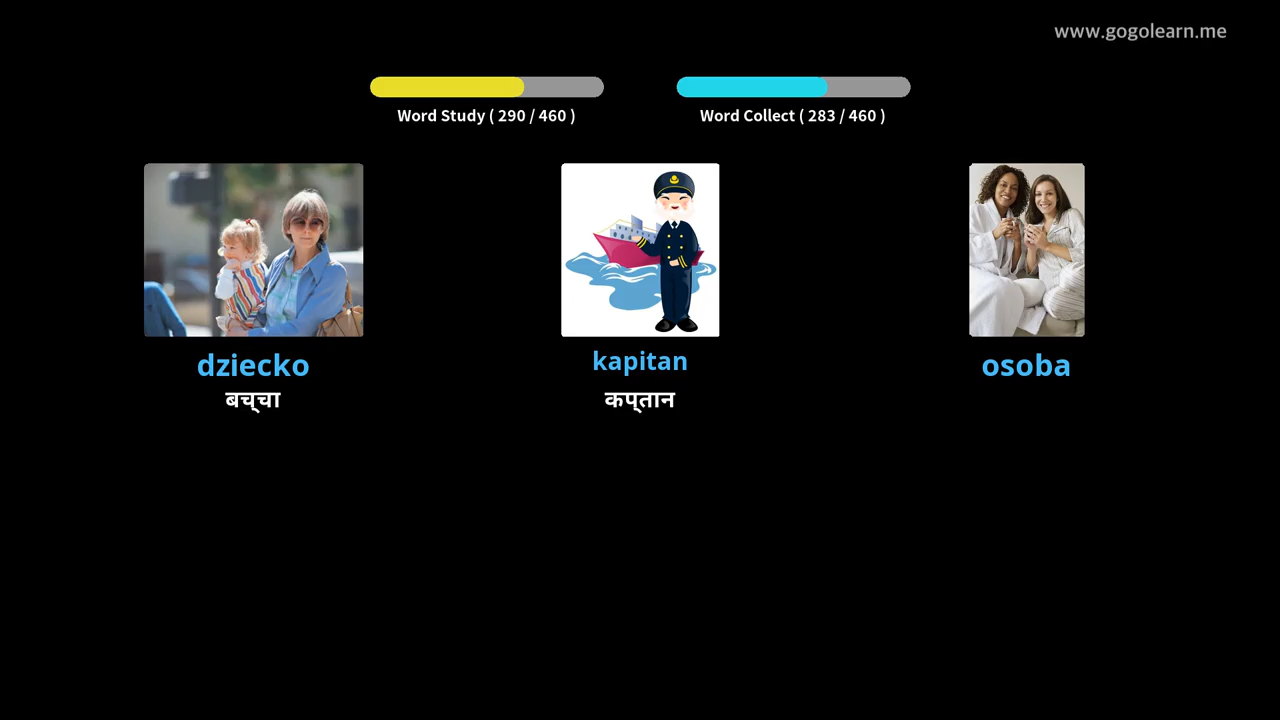 www.gogolearn.me
Word Study ( 290 / 460 )
Word Collect ( 283 / 460 )
dziecko
kapitan
osoba
बच्चा
कप्तान